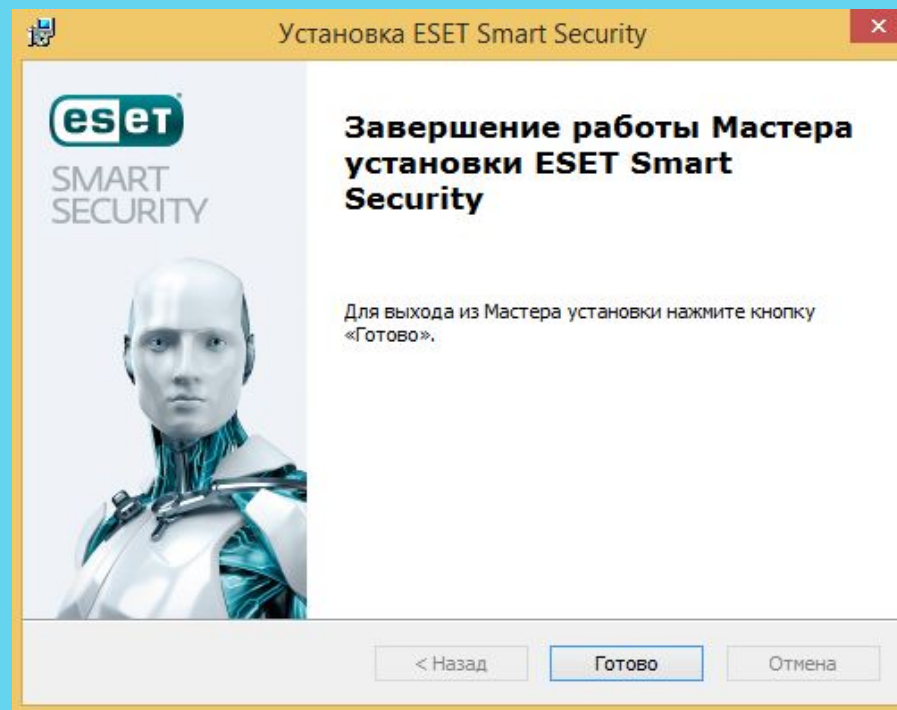 Установка ESET Smart Security
eset
SMART
SECURITY
Завершение работы Мастера
установки ESET Smart
Security
Для выхода из Мастера установки нажмите кнопку
«Готово».
< Назад
Готово
Отмена